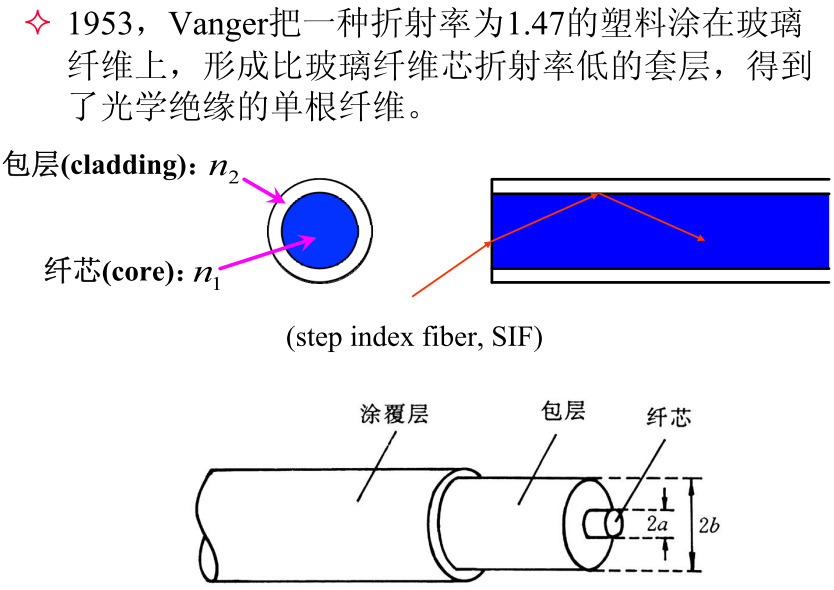 1953，Vanger把一种折射率为1.47的塑料涂在玻璃
纤维上，形成比玻璃纤维芯折射率低的套层，得到
了光学绝缘的单根纤维。
包层(cladding)：n₂
纤芯(core)：n₁
(step index fiber, SIF)
涂覆层
包层
纤芯
2a
2b